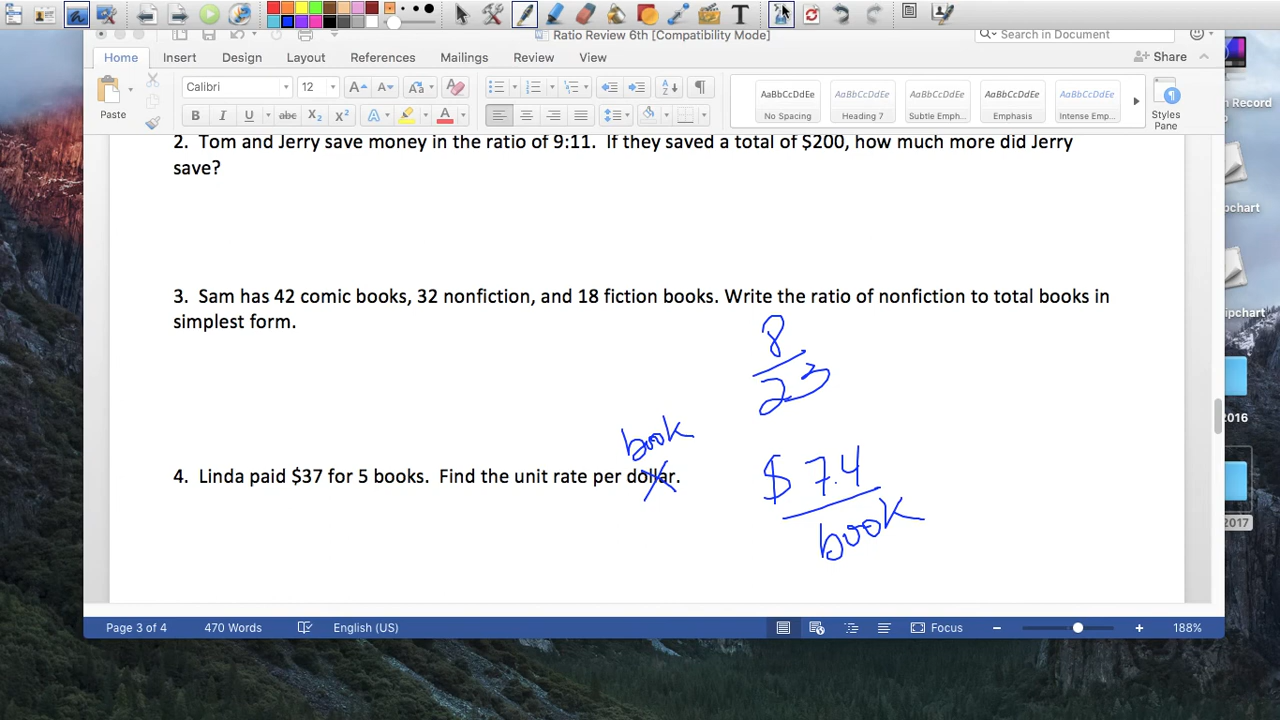 Ratio Review 6th [Compatibility Mode]
Search in Document
Home Insert Design Layout References Mailings Review View
Share
Calibri 12
Paste
B I U abc X₂ X² A A
AaBbCcDdEe AaBbCcDdEe AaBbCcDdEe AaBbCcDdEe AaBbCcDdEe
No Spacing Heading 7 Subtle Emph... Emphasis Intense Emp...
Styles
Pane
2. Tom and Jerry save money in the ratio of 9:11. If they saved a total of $200, how much more did Jerry
save?
3. Sam has 42 comic books, 32 nonfiction, and 18 fiction books. Write the ratio of nonfiction to total books in
simplest form.
8
23
book
4. Linda paid $37 for 5 books. Find the unit rate per dollar.
$ 7.4
book
Page 3 of 4 470 Words English (US) Focus 188%
Record
pchart
ipchart
2016
2017